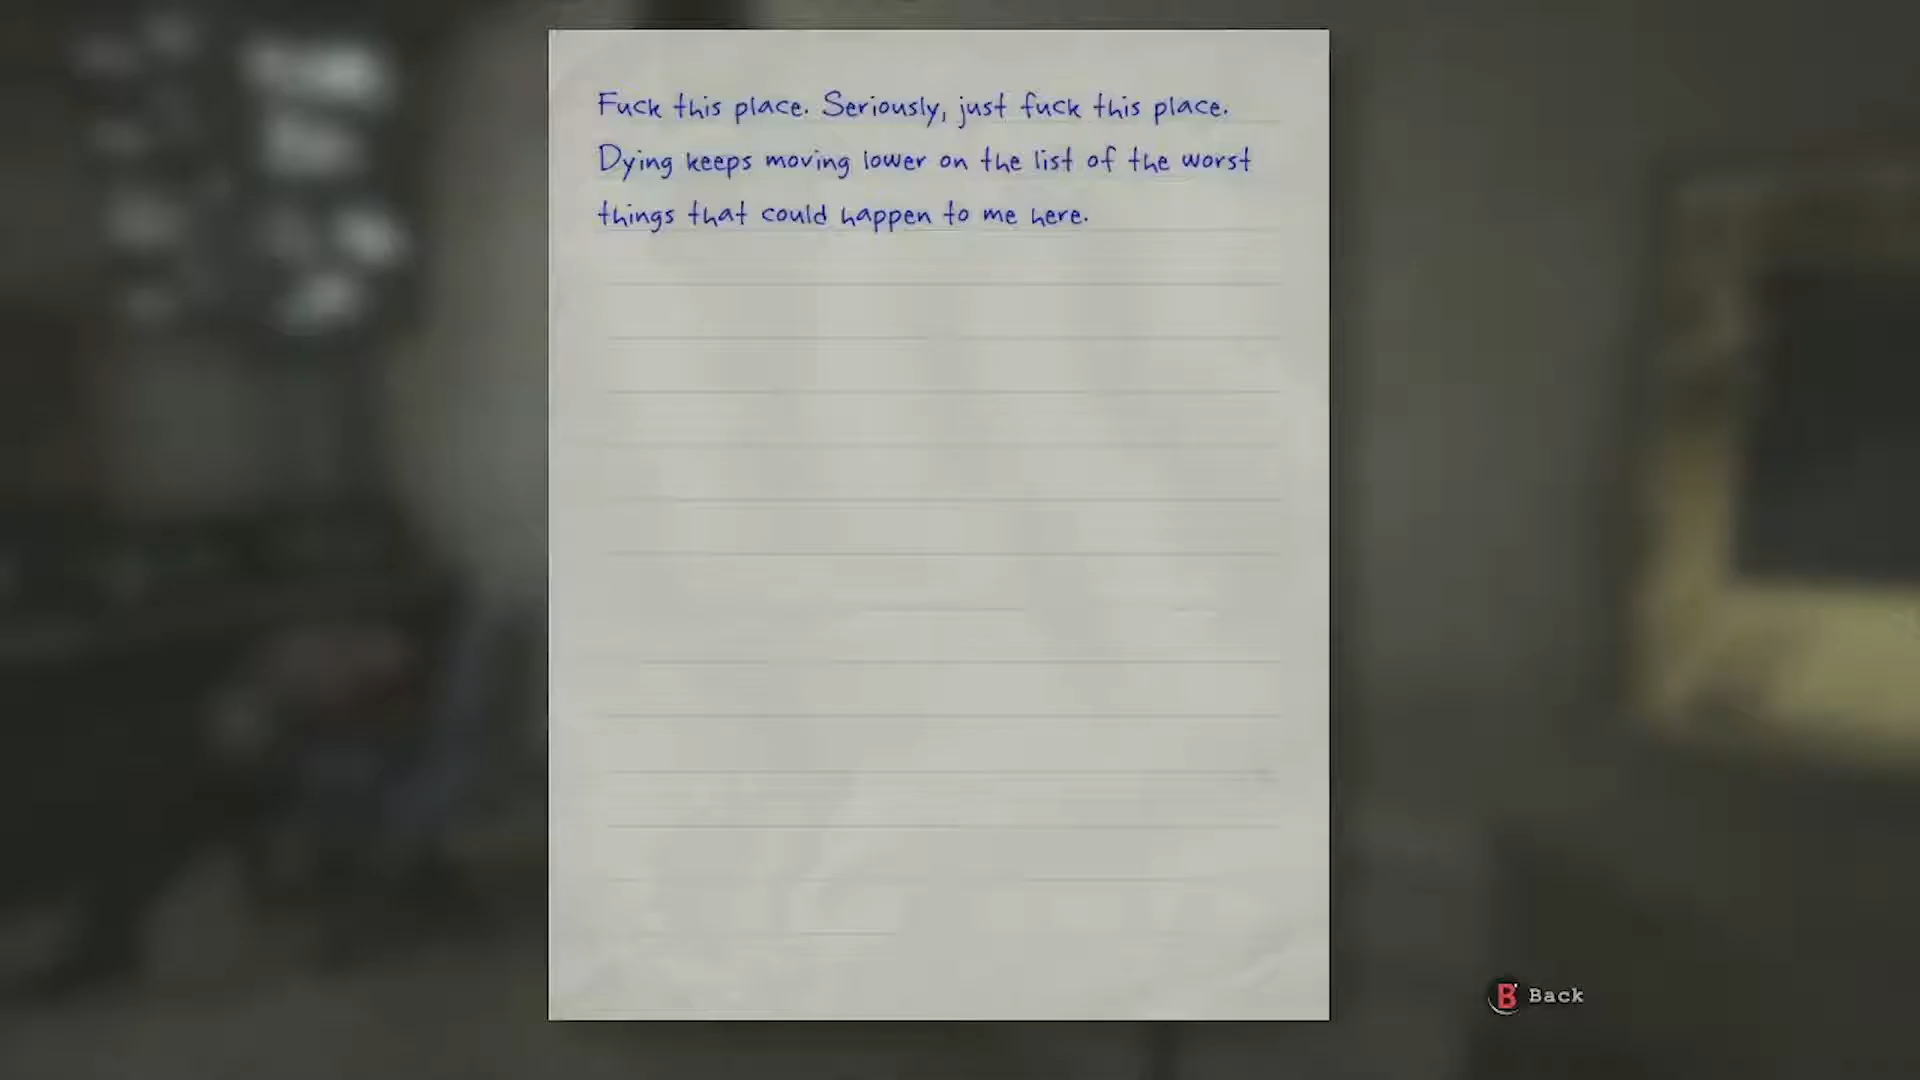 Fuck this place. Seriously, just fuck this place.
Dying keeps moving lower on the list of the worst
things that could happen to me here.
B Back